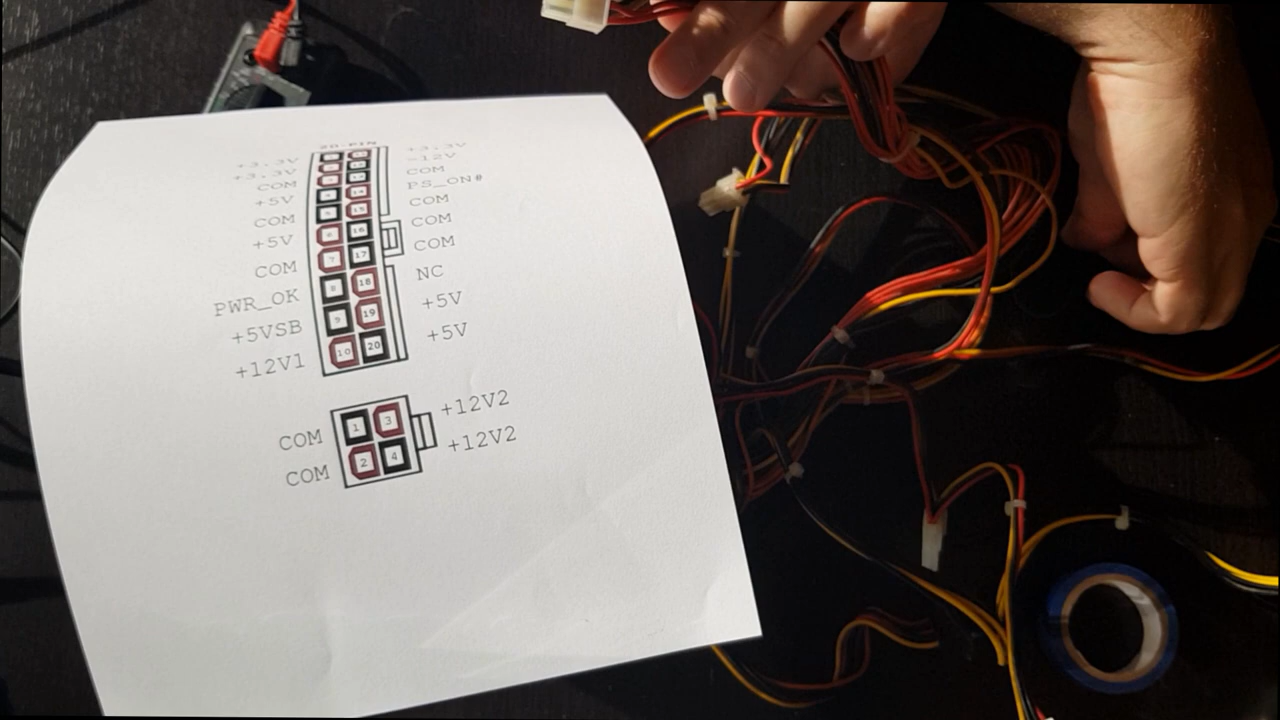 20-PIN
+3.3V 1 11 +3.3V
+3.3V 2 12 -12V
COM 3 13 COM
+5V 4 14 PS_ON#
COM 5 15 COM
+5V 6 16 COM
COM 7 17 COM
PWR_OK 8 18 NC
+5VSB 9 19 +5V
+12V1 10 20 +5V
COM 1 3 +12V2
COM 2 4 +12V2